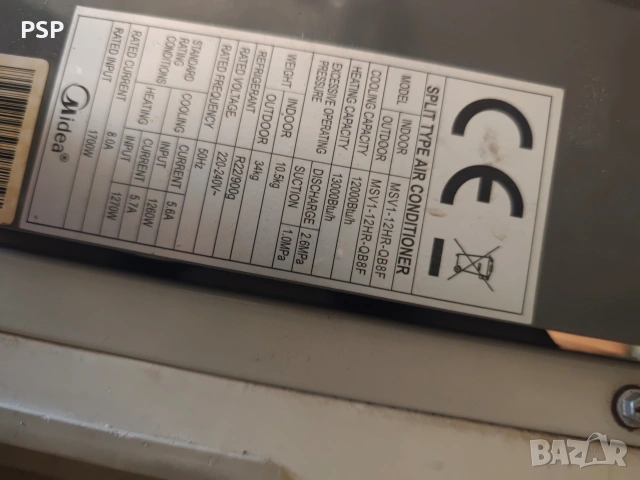 PSP
CE
SPLIT TYPE AIR CONDITIONER
MODEL INDOOR MSV1-12HR-QB8F
OUTDOOR MSV1-12HR-QB8F
COOLING CAPACITY 12000Btu/h
HEATING CAPACITY 13000Btu/h
EXCESSIVE OPERATING PRESSURE DISCHARGE 2.6MPa
SUCTION 1.0MPa
WEIGHT INDOOR 10.5kg
OUTDOOR 34kg
REFRIGERANT R22/900g
RATED VOLTAGE 220-240V~
RATED FREQUENCY 50Hz
STANDARD RATING CONDITIONS COOLING CURRENT 5.6A
INPUT 1260W
HEATING CURRENT 5.7A
INPUT 1270W
RATED CURRENT 8.0A
RATED INPUT 1700W
Midea®
BAZAR